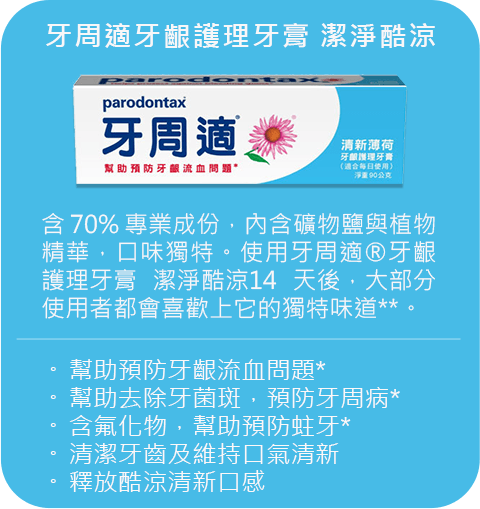 牙周適牙齦護理牙膏 潔淨酷涼
parodontax
parodontax
牙周適®
幫助預防牙齦流血問題*
清新薄荷
牙齦護理牙膏
(適合每日使用)
淨重90公克
含 70% 專業成份，內含礦物鹽與植物
精華，口味獨特。使用牙周適®牙齦
護理牙膏 潔淨酷涼14 天後，大部分
使用者都會喜歡上它的獨特味道**。
。幫助預防牙齦流血問題*
。幫助去除牙菌斑，預防牙周病*
。含氟化物，幫助預防蛀牙*
。清潔牙齒及維持口氣清新
。釋放酷涼清新口感